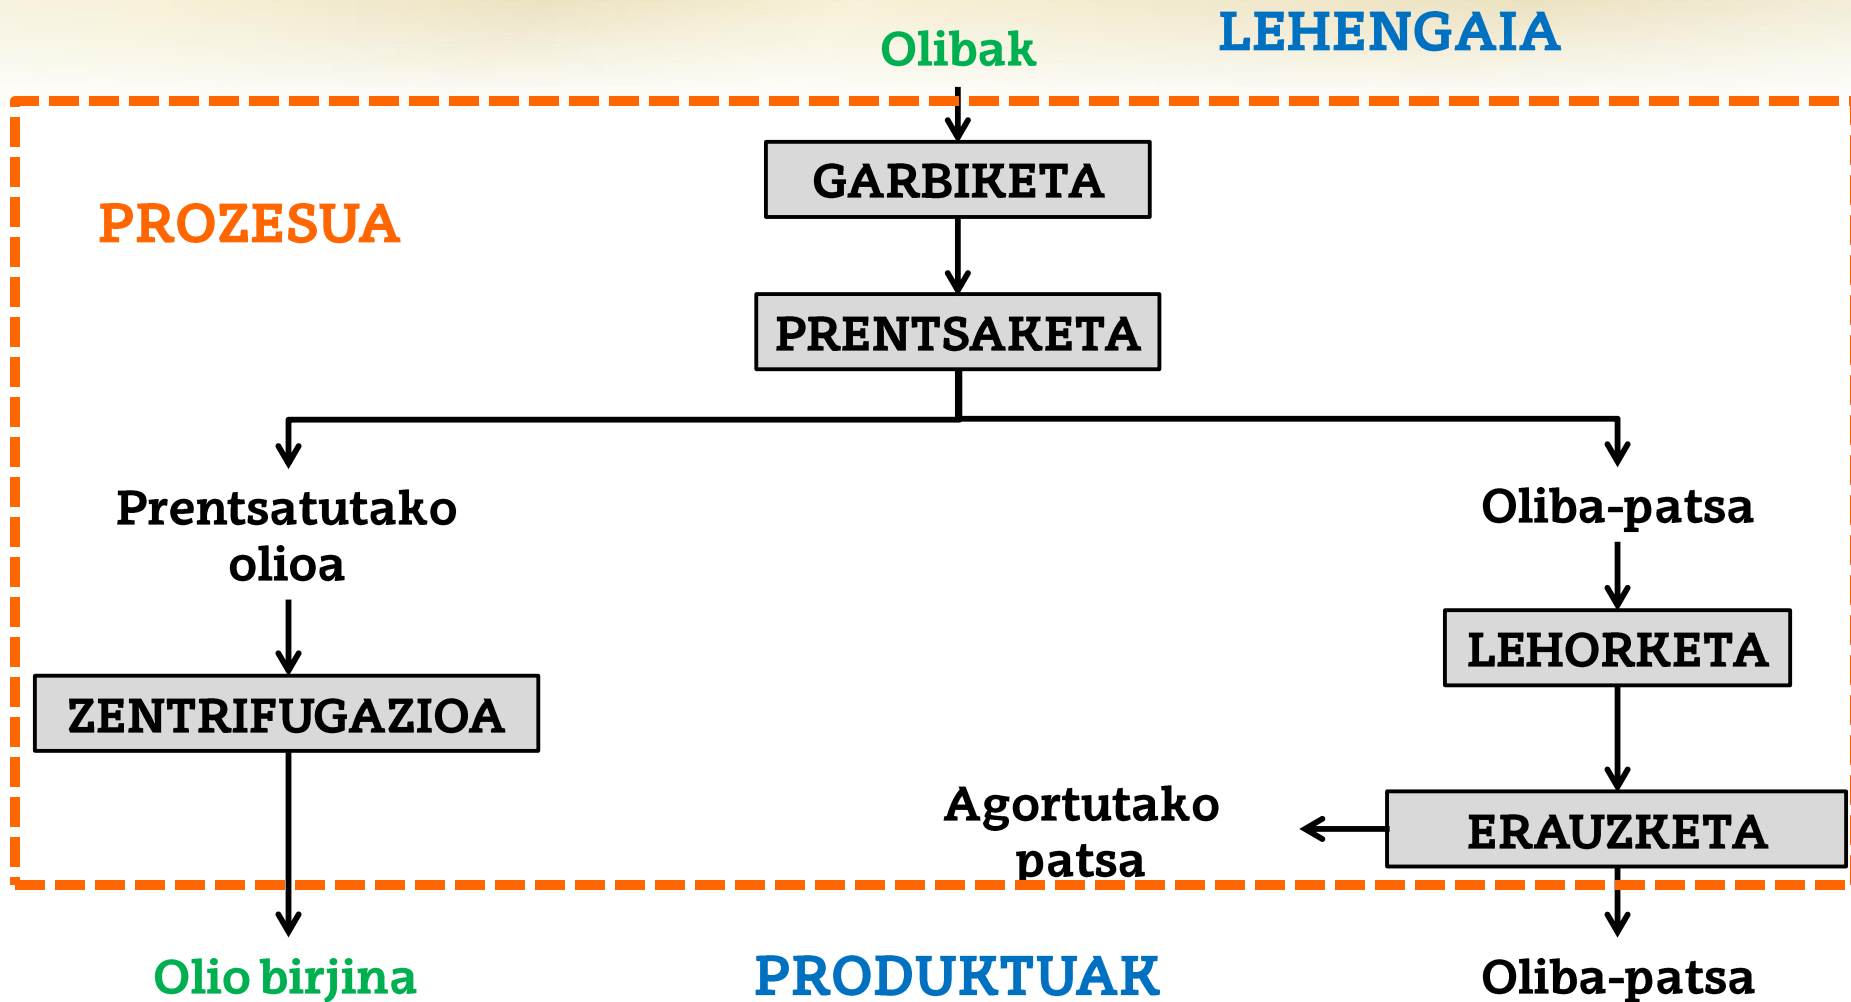 LEHENGAIA
Olibak
GARBIKETA
PROZESUA
PRENTSAKETA
Prentsatutako
olioa
Oliba-patsa
LEHORKETA
ZENTRIFUGAZIOA
Agortutako
patsa
ERAUZKETA
Olio birjina
PRODUKTUAK
Oliba-patsa